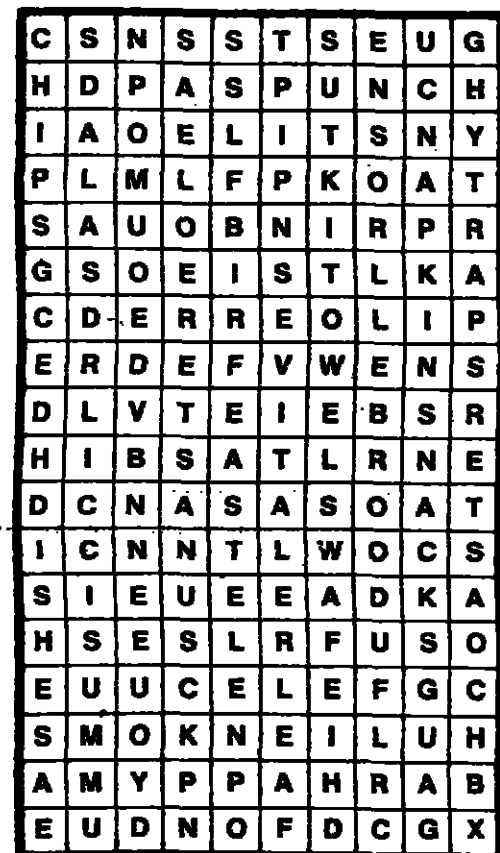 C S N S S T S E U G
H D P A S P U N C H
I A O E L I T S N Y
P L M L F P K O A T
S A U O B N I R P R
G S O E I S T L K A
C D E R R E O L I P
E R D E F V W E N S
D L V T E I E B S R
H I B S A T L R N E
D C N A S A S O A T
I C N N T L W O C S
S I E U E E A D K A
H S E S L R F U S O
E U U C E L E F G C
S M O K N E I L U H
A M Y P P A H R A B
E U D N O F D C G X